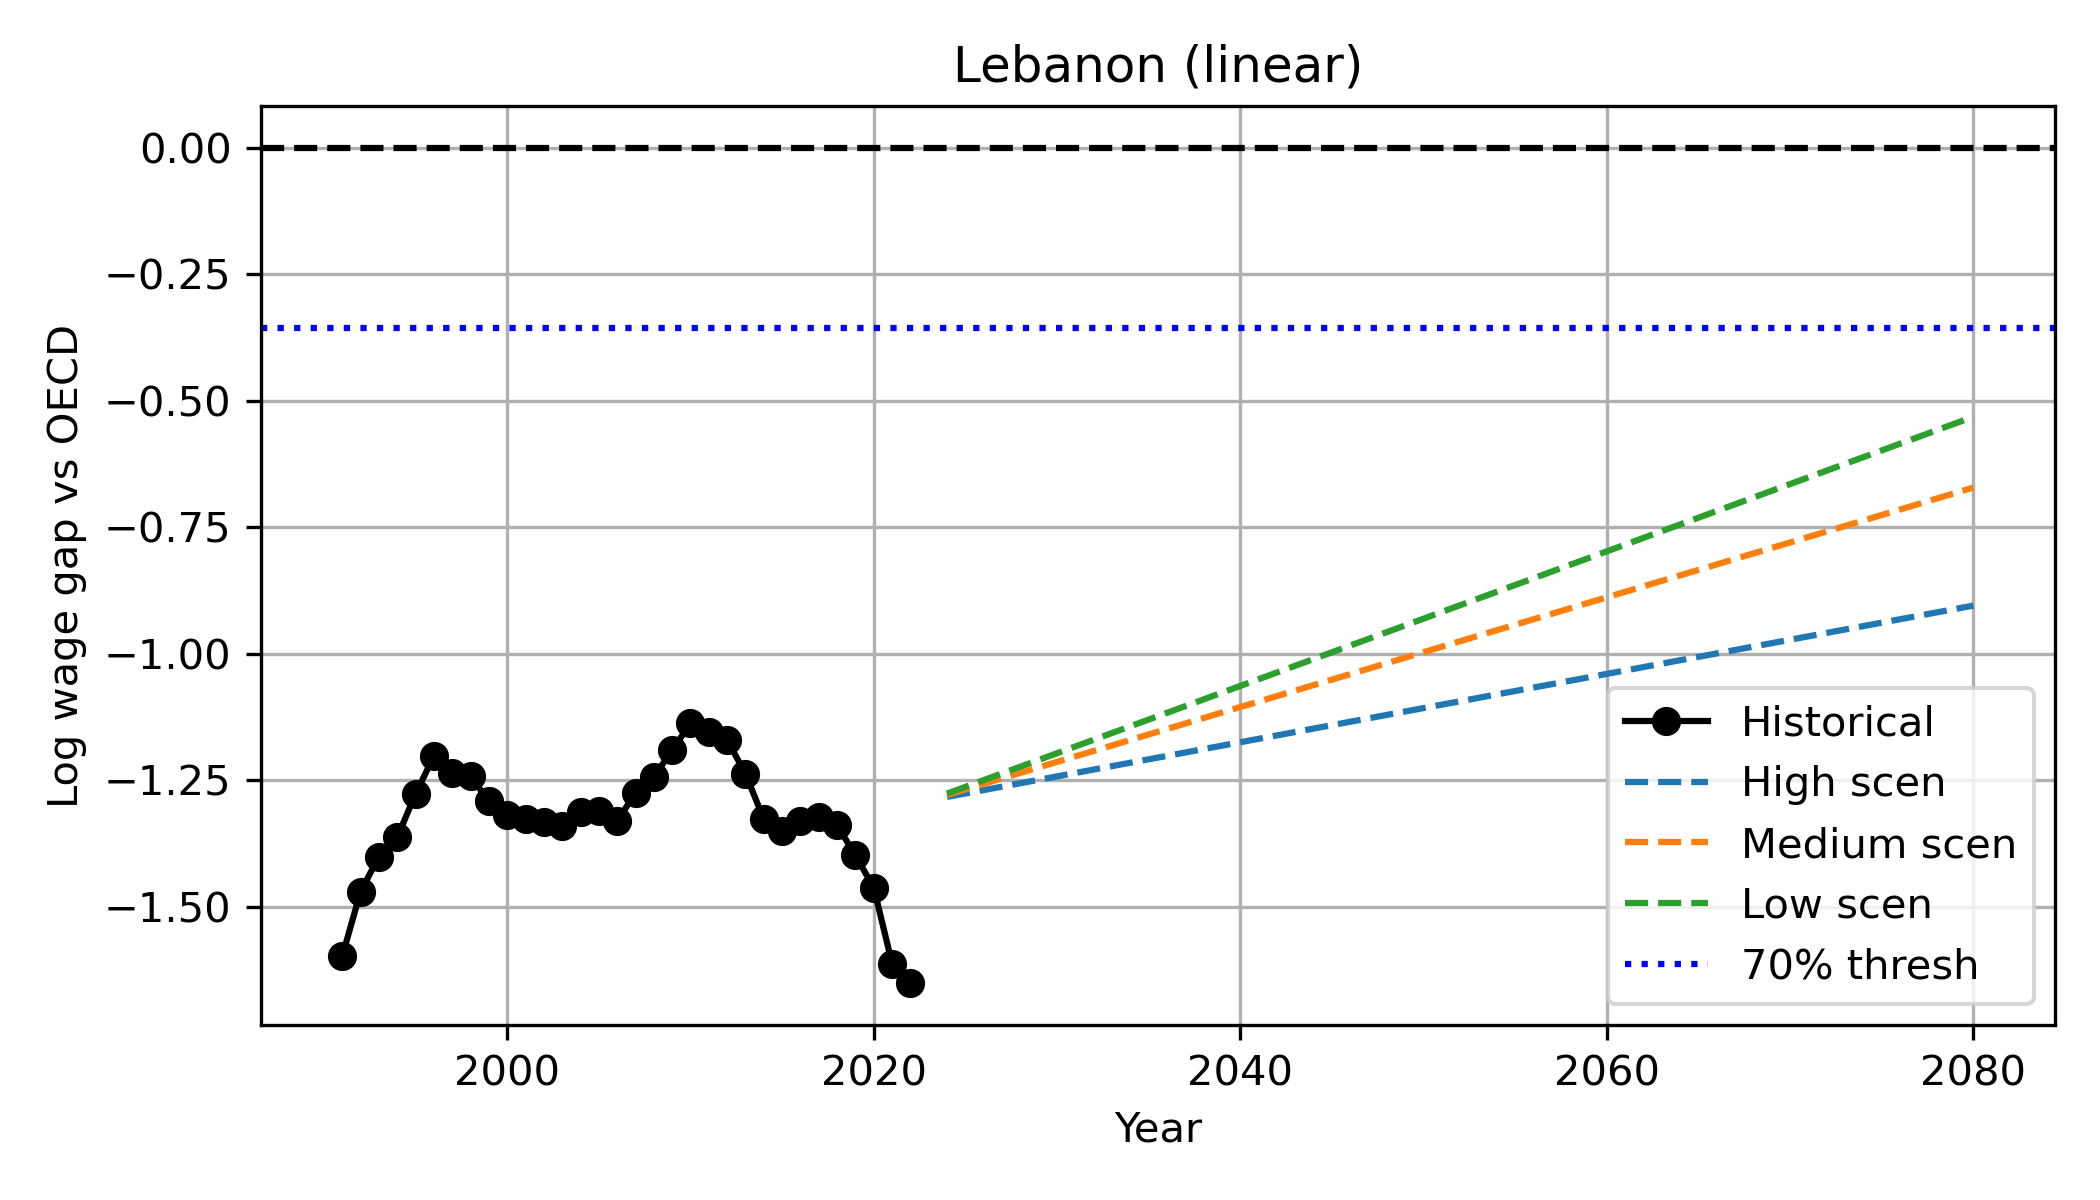 Lebanon (linear)
0.00
−0.25
−0.50
−0.75
−1.00
−1.25
−1.50
Log wage gap vs OECD
2000
2020
2040
2060
2080
Year
Historical
High scen
Medium scen
Low scen
70% thresh